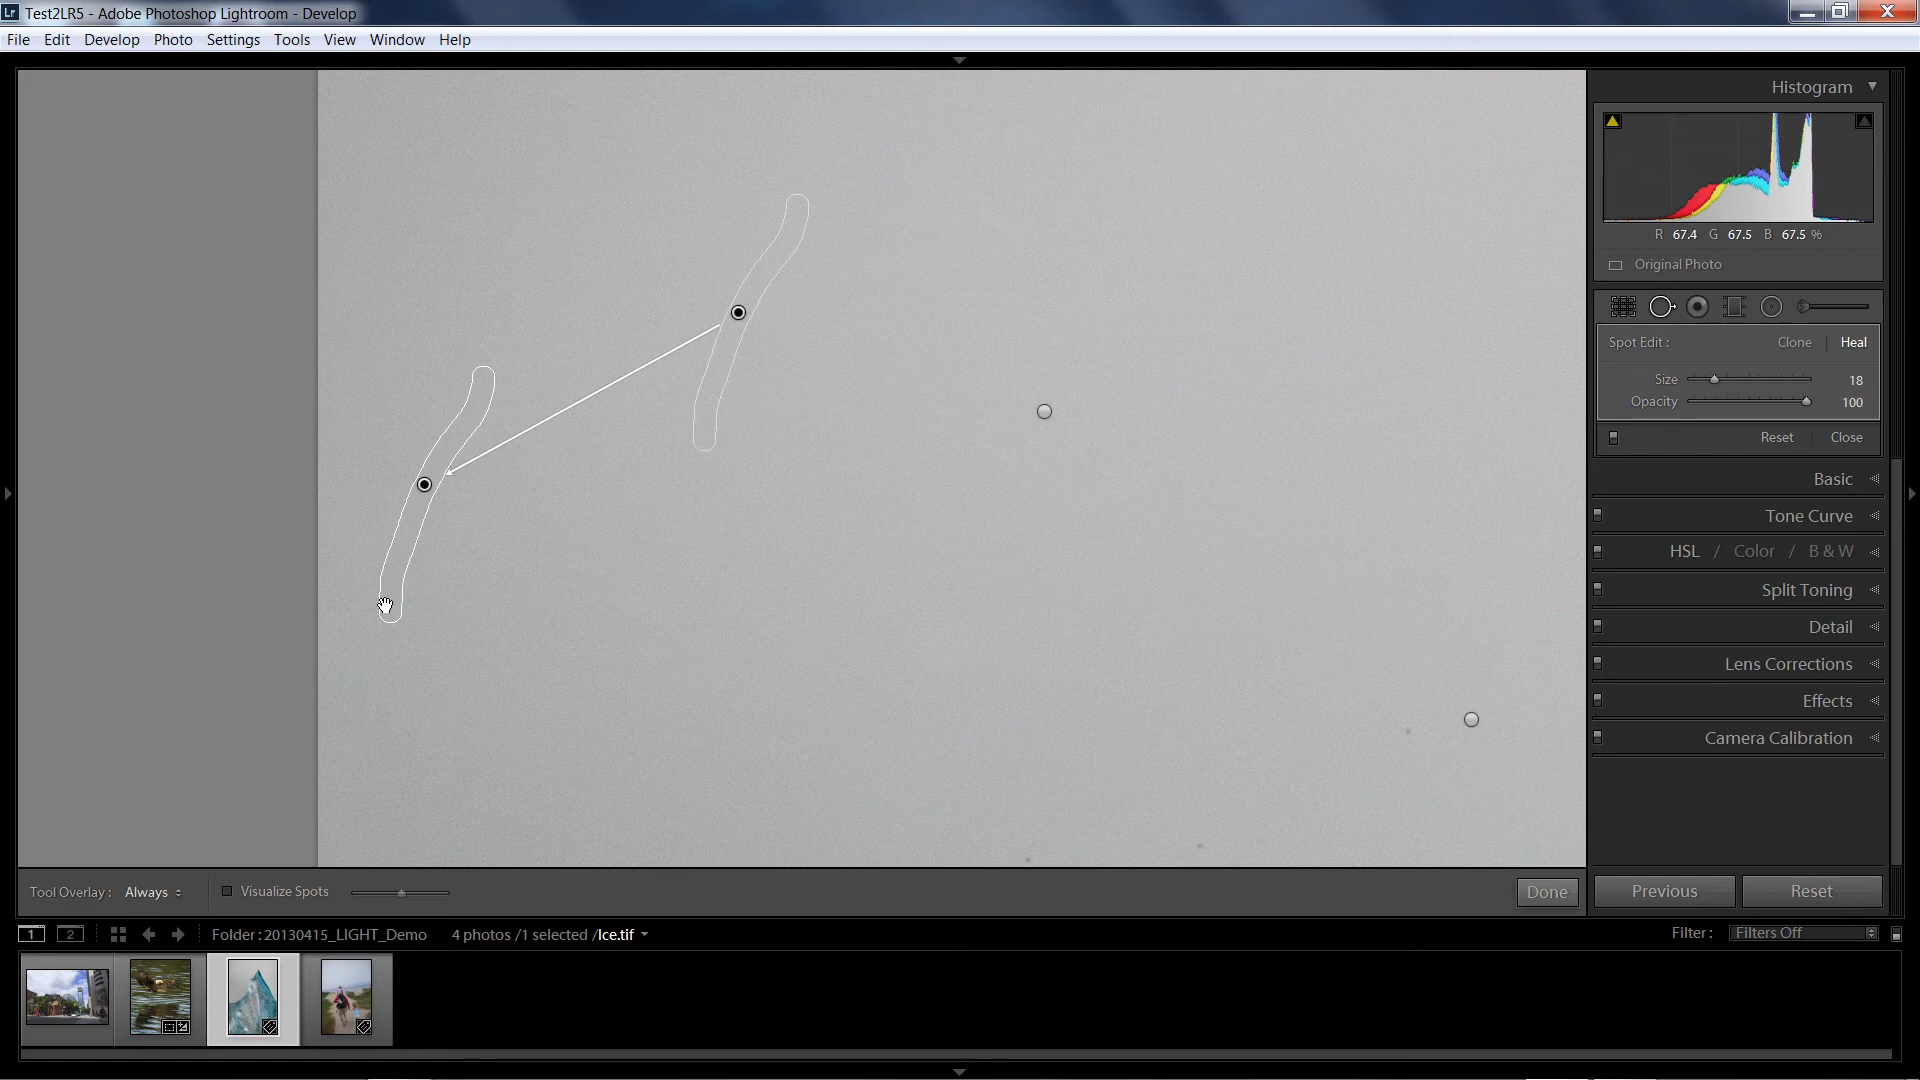 Lr Test2LR5 - Adobe Photoshop Lightroom - Develop
File Edit Develop Photo Settings Tools View Window Help
Histogram
R 67.4 G 67.5 B 67.5 %
Original Photo
Spot Edit : Clone | Heal
Size 18
Opacity 100
Reset | Close
Basic
Tone Curve
HSL / Color / B & W
Split Toning
Detail
Lens Corrections
Effects
Camera Calibration
Tool Overlay : Always Visualize Spots Done Previous Reset
1 2 Folder : 20130415_LIGHT_Demo 4 photos /1 selected /Ice.tif Filter : Filters Off